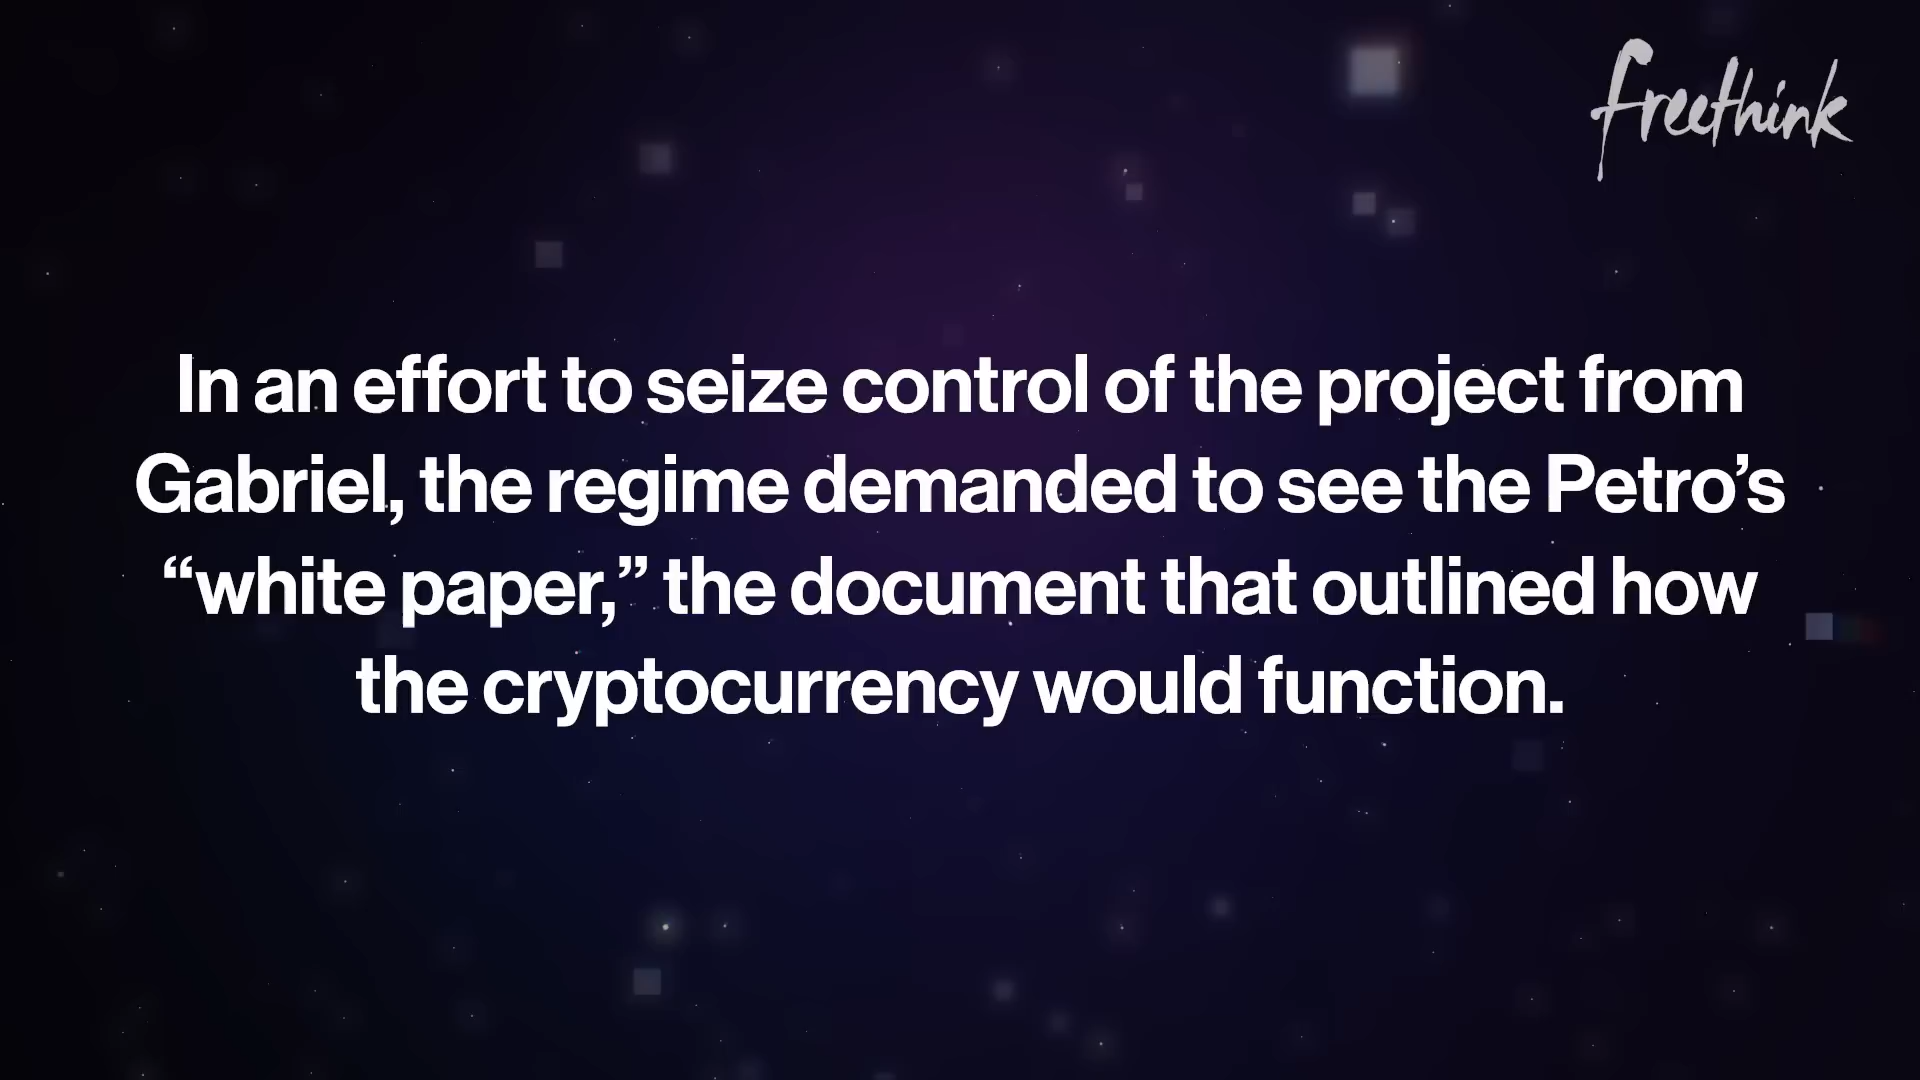 freethink
In an effort to seize control of the project from
Gabriel, the regime demanded to see the Petro’s
“white paper,” the document that outlined how
the cryptocurrency would function.